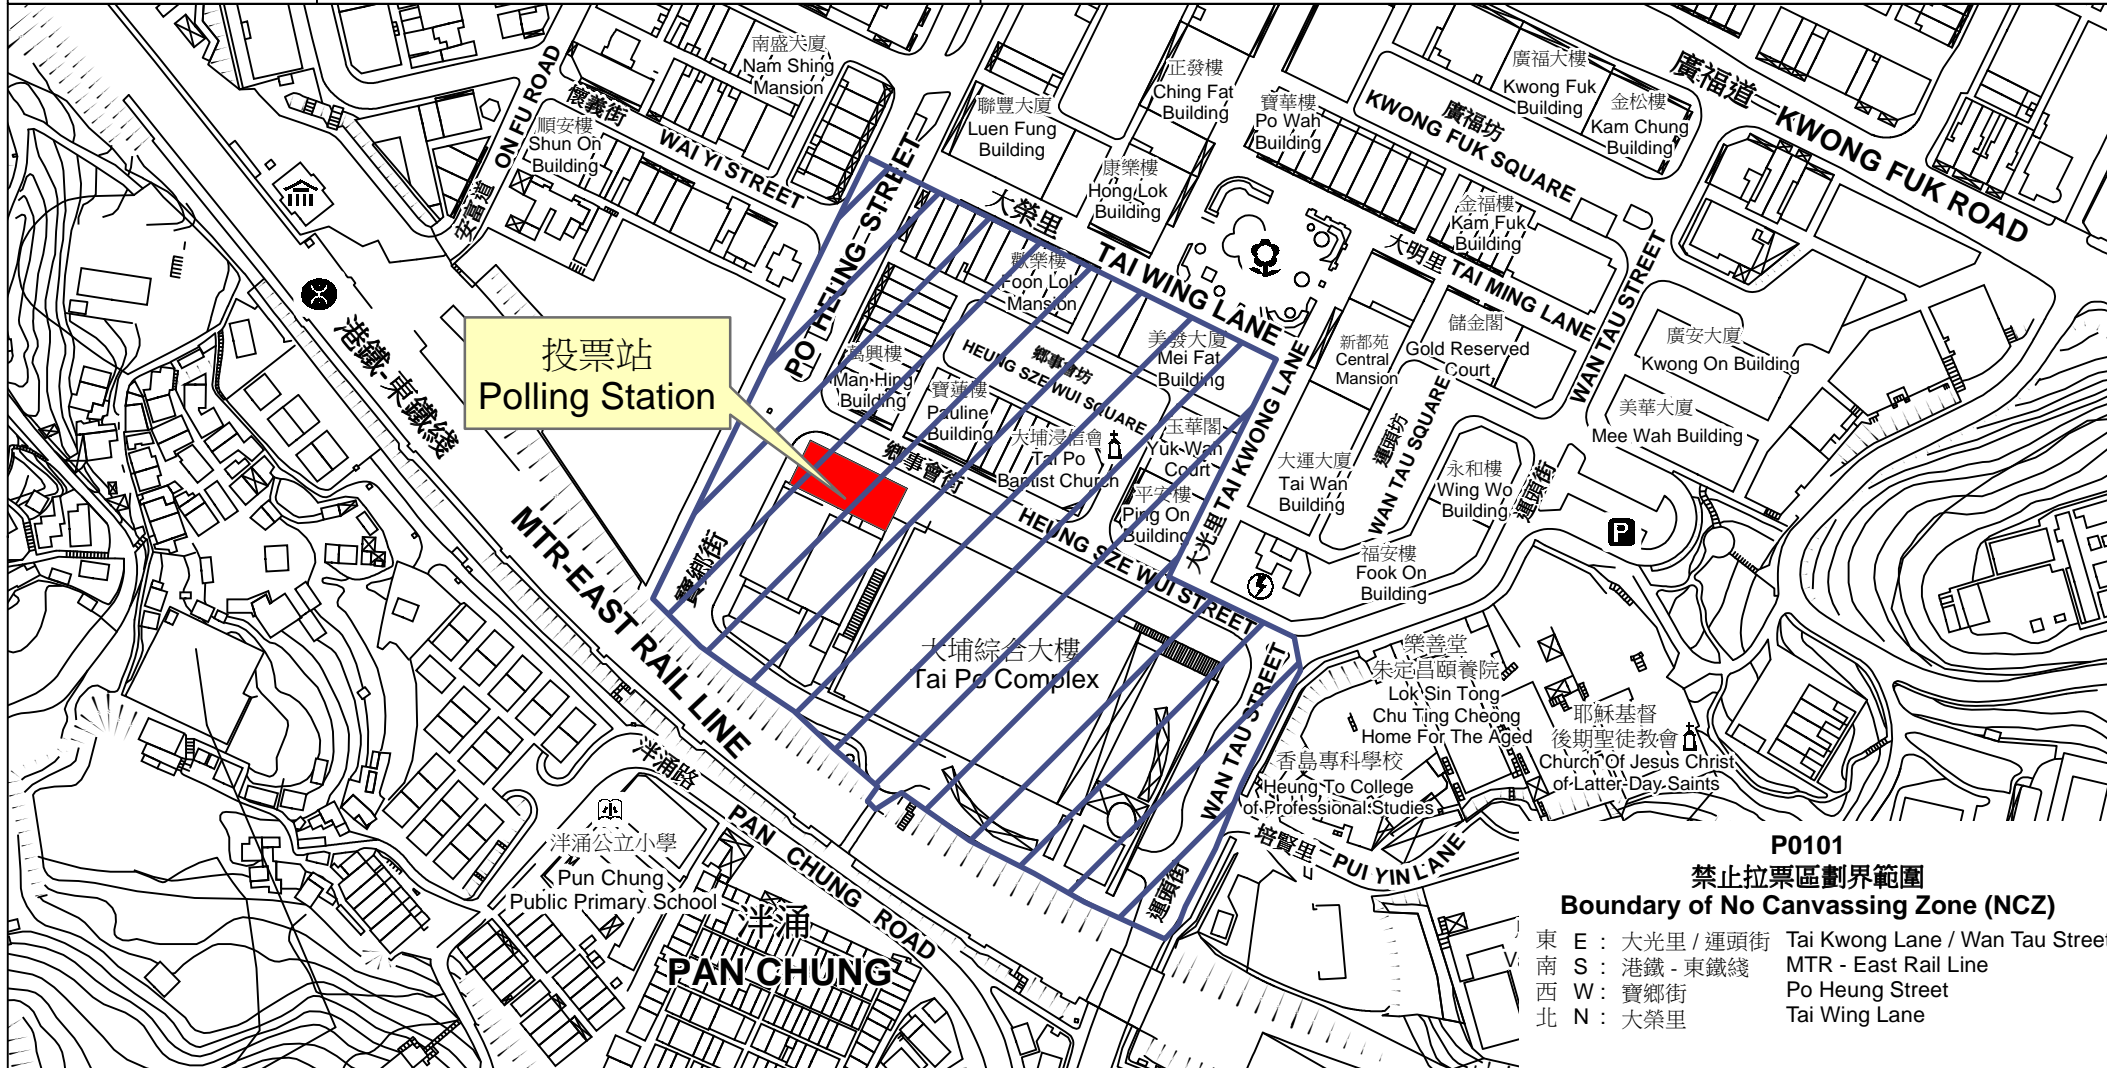 南盛大廈
Nam Shing
Mansion
正發樓
Ching Fat
Building
廣福大樓
Kwong Fuk
Building
廣福道 KWONG FUK ROAD
安富道 ON FU ROAD
懷義街
WAI YI STREET
順安樓
Shun On
Building
聯豐大廈
Luen Fung
Building
寶華樓
Po Wah
Building
廣福坊
KWONG FUK SQUARE
金松樓
Kam Chung
Building
康樂樓
Hong Lok
Building
金福樓
Kam Fuk
Building
大榮里
TAI WING LANE
大明里 TAI MING LANE
PO HEUNG STREET
歡樂樓
Foon Lok
Mansion
WAN TAU STREET
港鐵-東鐵綫
投票站
Polling Station
萬興樓
Man Hing
Building
鄉事會坊
HEUNG SZE WUI SQUARE
美發大廈
Mei Fat
Building
新都苑
Central
Mansion
儲金閣
Gold Reserved
Court
廣安大廈
Kwong On Building
寶蓮樓
Pauline
Building
美華大廈
Mee Wah Building
大埔浸信會
Tai Po
Baptist Church
玉華閣
Yuk Wan
Court
大光里 TAI KWONG LANE
大運大廈
Tai Wan
Building
運頭坊
WAN TAU SQUARE
永和樓
Wing Wo
Building
運頭街
鄉事會街
HEUNG SZE WUI STREET
平安樓
Ping On
Building
福安樓
Fook On
Building
P
寶鄉街
MTR-EAST RAIL LINE
大埔綜合大樓
Tai Po Complex
WAN TAU STREET
樂善堂
朱定昌頤養院
Lok Sin Tong
Chu Ting Cheong
Home For The Aged
耶穌基督
後期聖徒教會
Church Of Jesus Christ
of Latter-Day Saints
香島專科學校
Heung To College
of Professional Studies
泮涌路
PAN CHUNG ROAD
泮涌公立小學
Pun Chung
Public Primary School
培賢里 PUI YIN LANE
運頭街
泮涌
PAN CHUNG
P0101
禁止拉票區劃界範圍
Boundary of No Canvassing Zone (NCZ)
東 E : 大光里 / 運頭街 Tai Kwong Lane / Wan Tau Street
南 S : 港鐵 - 東鐵綫 MTR - East Rail Line
西 W : 寶鄉街 Po Heung Street
北 N : 大榮里 Tai Wing Lane